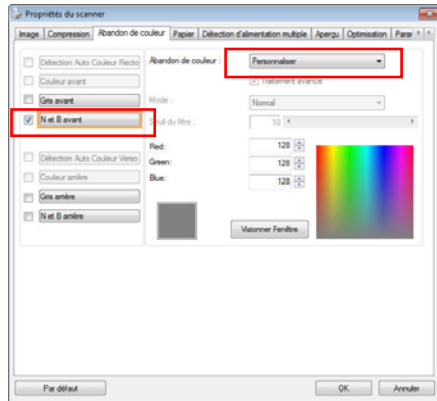 Propriétés du scanner
Image Compression Abandon de couleur Papier Détection d'alimentation multiple Aperçu Optimisation Parar
Détection Auto Couleur Recto
Couleur avant
Gris avant
N et B avant
Détection Auto Couleur Verso
Couleur arrière
Gris arrière
N et B arrière
Abandon de couleur : Personnaliser
Traitement avancé
Mode : Normal
Seuil du filtre : 10
Red: 128
Green: 128
Blue: 128
Visionner Fenêtre
Par défaut OK Annuler